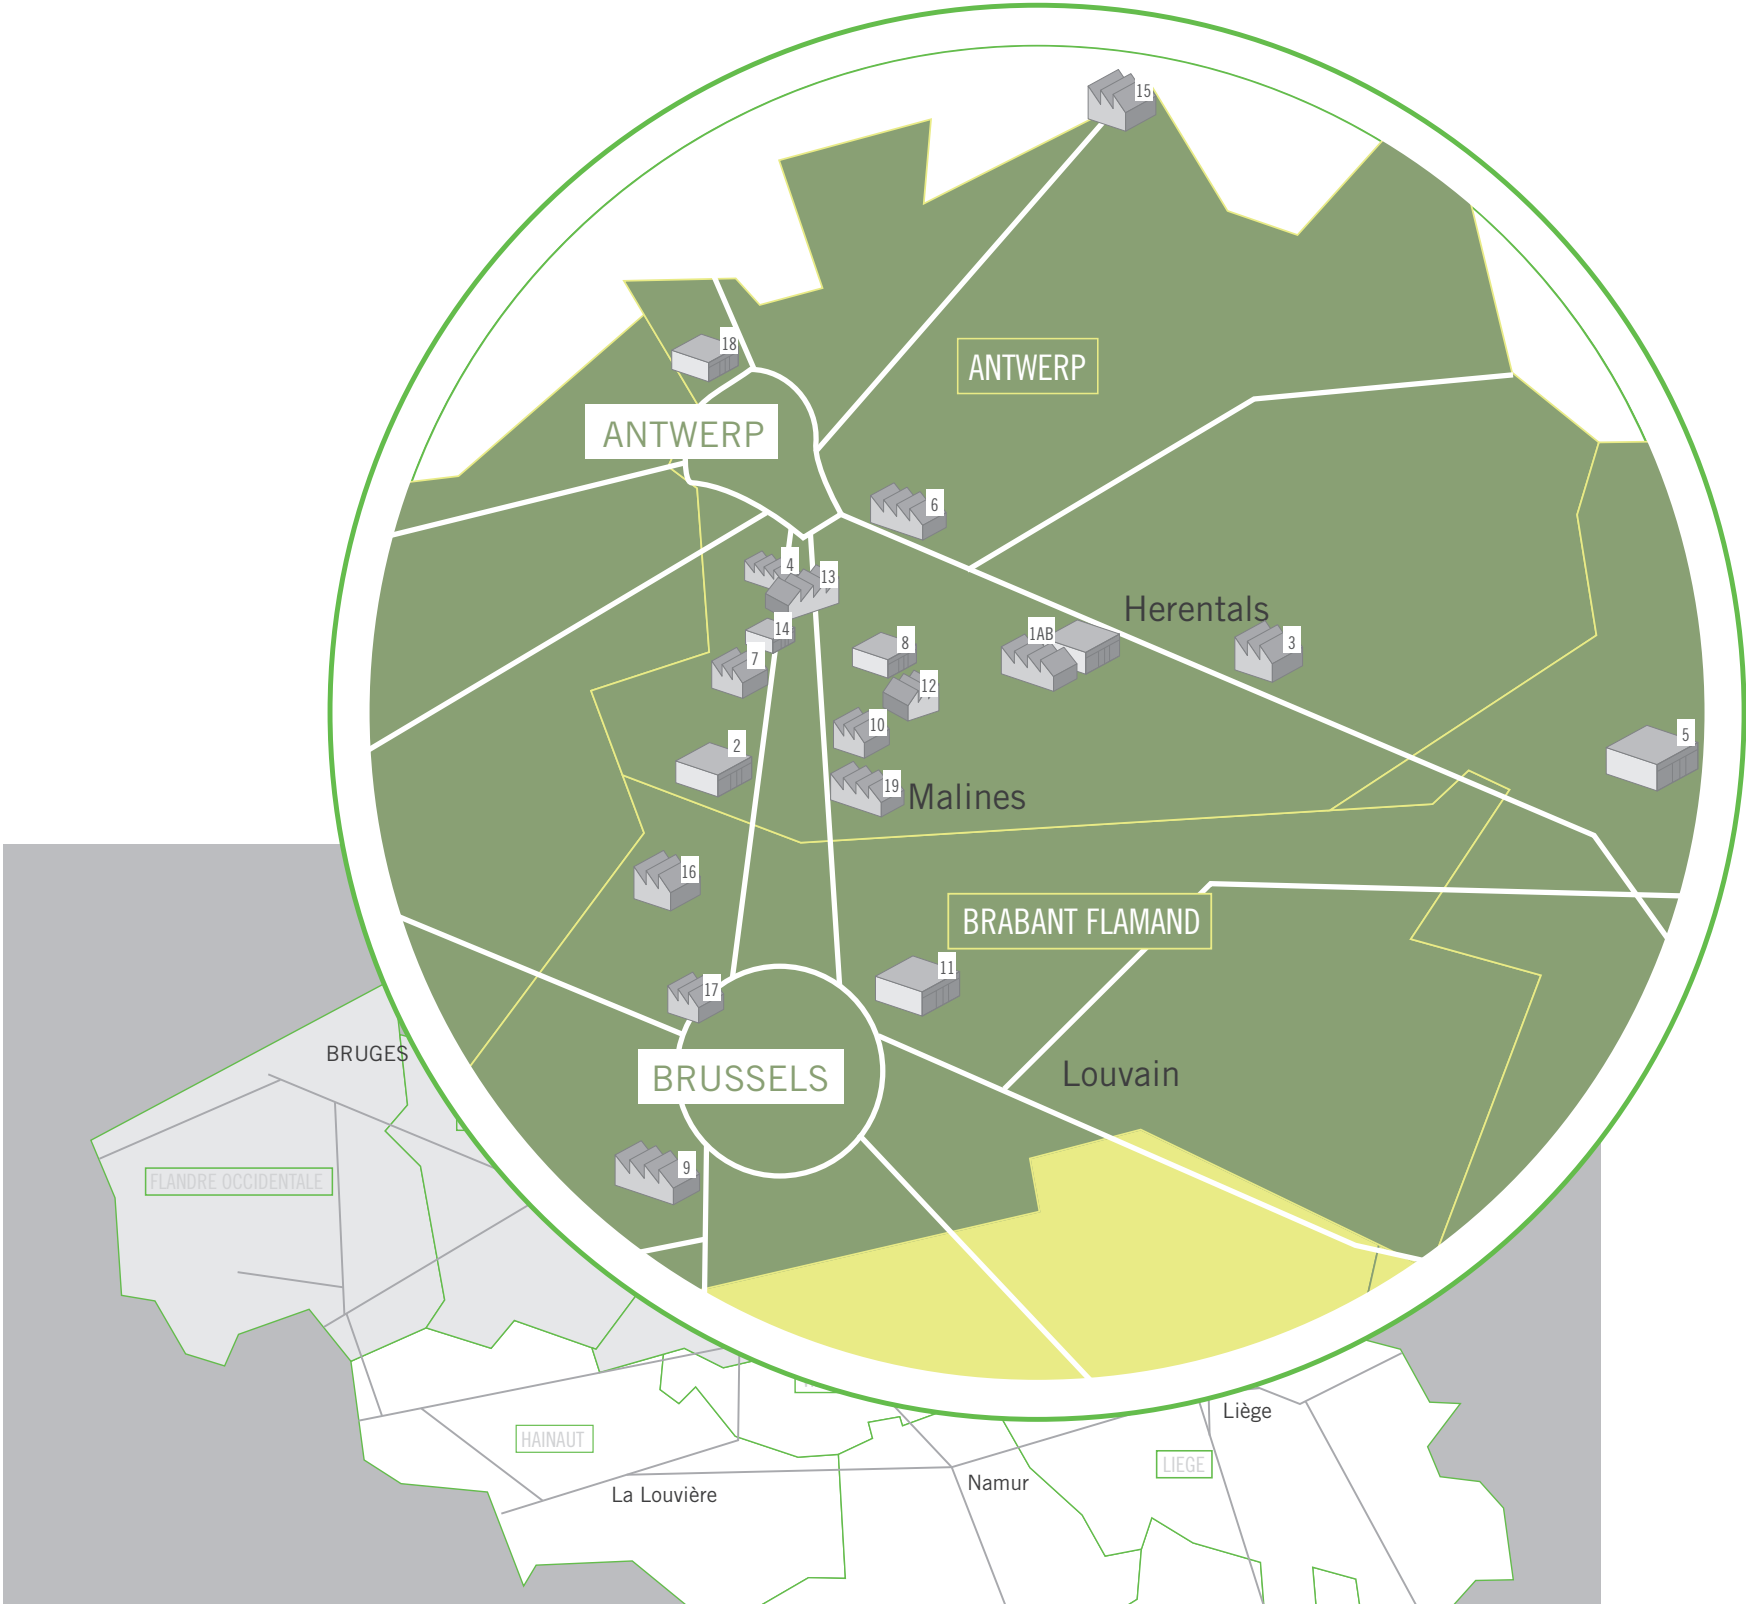 15
18
ANTWERP
ANTWERP
6
4
13
Herentals
14
8
1AB
3
7
12
10
2
5
19
Malines
16
BRABANT FLAMAND
11
17
BRUGES
BRUSSELS
Louvain
9
FLANDRE OCCIDENTALE
Liège
HAINAUT
LIEGE
Namur
La Louvière